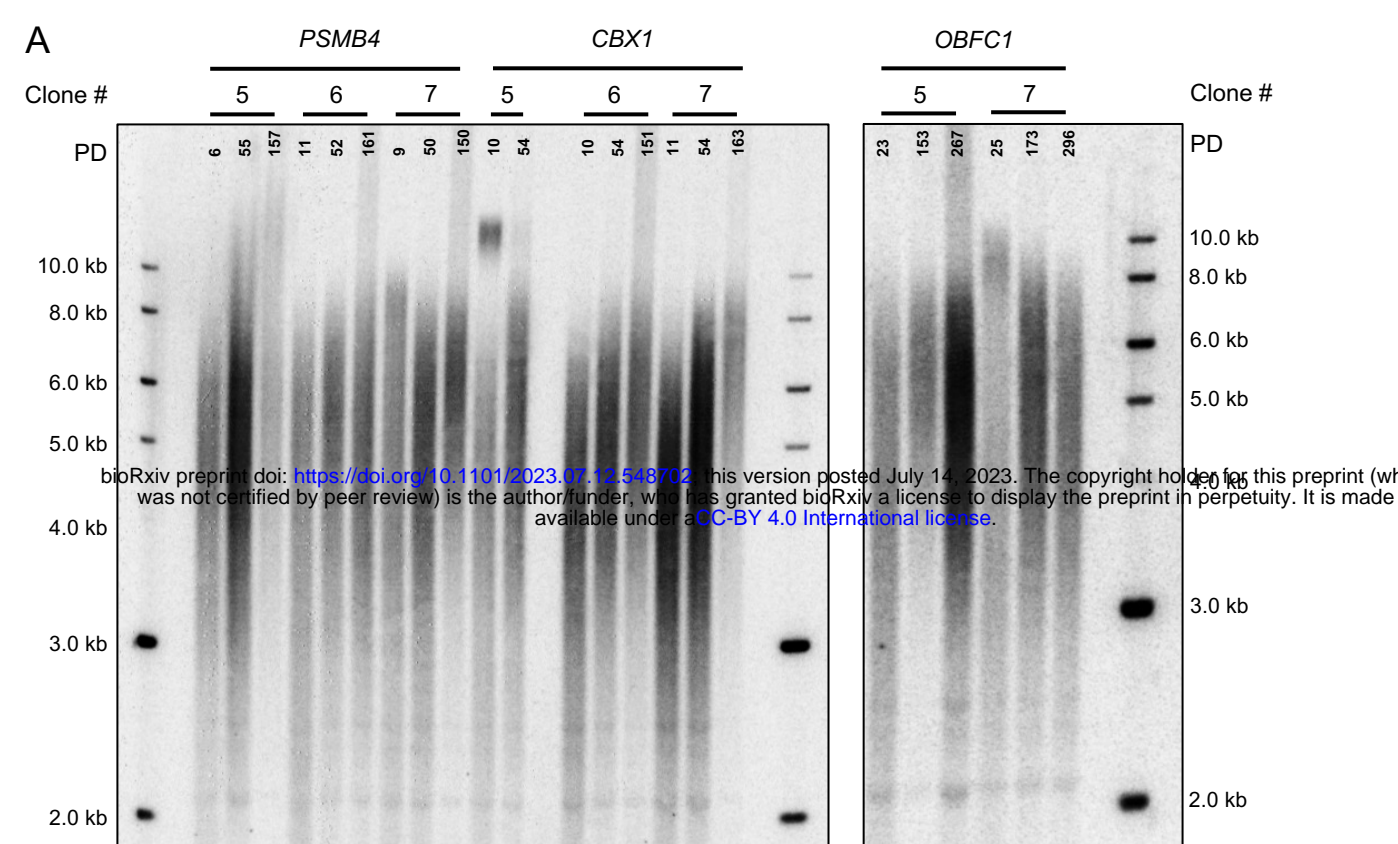 A
PSMB4 CBX1 OBFC1
Clone # 5 6 7 5 6 7 5 7 Clone #
PD 6 55 157 11 52 161 9 50 150 10 54 10 54 151 11 54 163 23 153 267 25 173 296 PD
10.0 kb 10.0 kb
8.0 kb 8.0 kb
6.0 kb 6.0 kb
5.0 kb 5.0 kb
bioRxiv preprint doi: https://doi.org/10.1101/2023.07.12.548702; this version posted July 14, 2023. The copyright holder for this preprint (wh
4.0 kb
was not certified by peer review) is the author/funder, who has granted bioRxiv a license to display the preprint in perpetuity. It is made
available under aCC-BY 4.0 International license.
4.0 kb
3.0 kb 3.0 kb
2.0 kb 2.0 kb